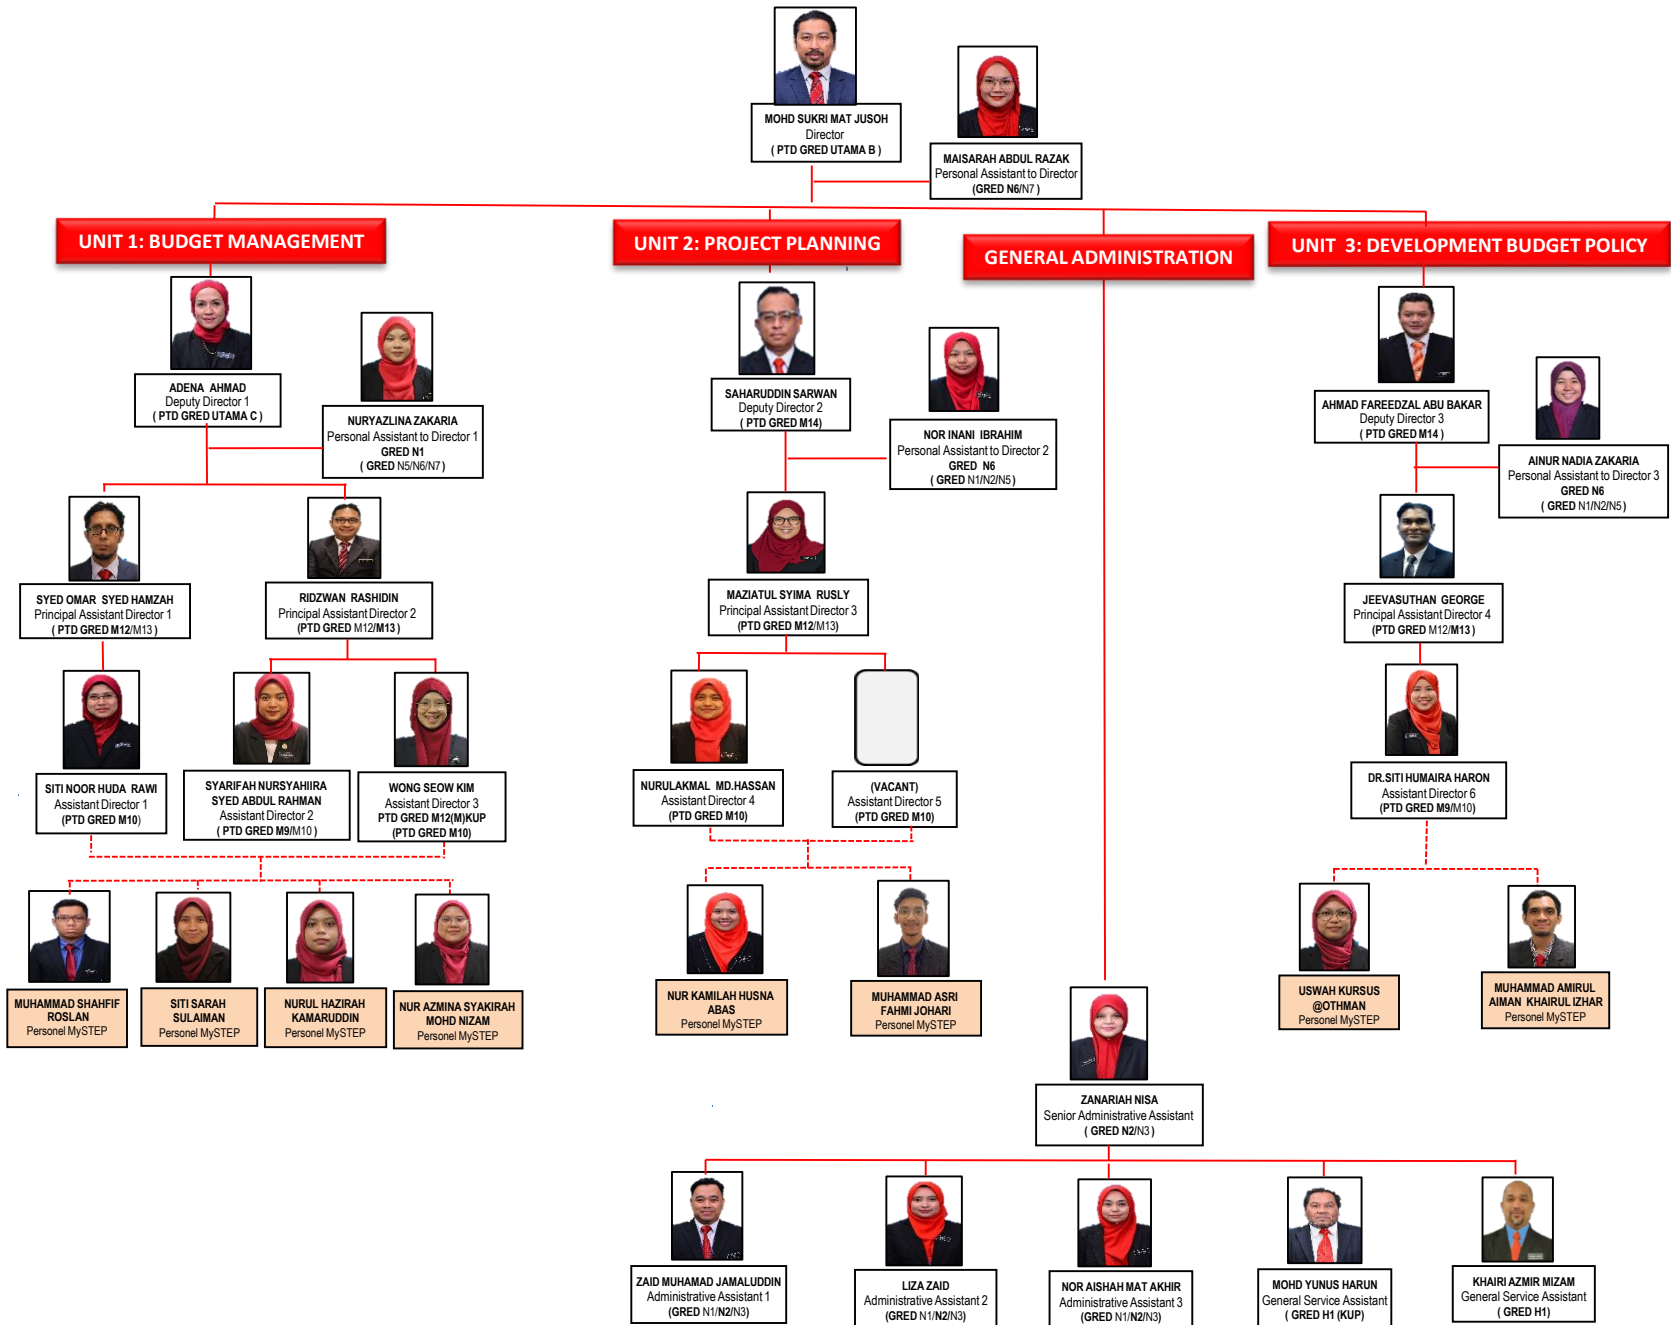 MOHD SUKRI MAT JUSOH
Director
( PTD GRED UTAMA B )
MAISARAH ABDUL RAZAK
Personal Assistant to Director
(GRED N6/N7 )
UNIT 1: BUDGET MANAGEMENT
UNIT 2: PROJECT PLANNING
GENERAL ADMINISTRATION
UNIT 3: DEVELOPMENT BUDGET POLICY
ADENA AHMAD
Deputy Director 1
( PTD GRED UTAMA C )
NURYAZLINA ZAKARIA
Personal Assistant to Director 1
GRED N1
( GRED N5/N6/N7 )
SAHARUDDIN SARWAN
Deputy Director 2
( PTD GRED M14)
NOR INANI IBRAHIM
Personal Assistant to Director 2
GRED N6
( GRED N1/N2/N5 )
AHMAD FAREEDZAL ABU BAKAR
Deputy Director 3
( PTD GRED M14 )
AINUR NADIA ZAKARIA
Personal Assistant to Director 3
GRED N6
( GRED N1/N2/N5 )
SYED OMAR SYED HAMZAH
Principal Assistant Director 1
( PTD GRED M12/M13 )
RIDZWAN RASHIDIN
Principal Assistant Director 2
(PTD GRED M12/M13 )
MAZIATUL SYIMA RUSLY
Principal Assistant Director 3
(PTD GRED M12/M13)
JEEVASUTHAN GEORGE
Principal Assistant Director 4
(PTD GRED M12/M13 )
SITI NOOR HUDA RAWI
Assistant Director 1
(PTD GRED M10)
SYARIFAH NURSYAHIIRA
SYED ABDUL RAHMAN
Assistant Director 2
( PTD GRED M9/M10 )
WONG SEOW KIM
Assistant Director 3
PTD GRED M12(M)KUP
(PTD GRED M10)
NURULAKMAL MD.HASSAN
Assistant Director 4
(PTD GRED M10)
(VACANT)
Assistant Director 5
(PTD GRED M10)
DR.SITI HUMAIRA HARON
Assistant Director 6
(PTD GRED M9/M10)
MUHAMMAD SHAHFIF
ROSLAN
Personel MySTEP
SITI SARAH
SULAIMAN
Personel MySTEP
NURUL HAZIRAH
KAMARUDDIN
Personel MySTEP
NUR AZMINA SYAKIRAH
MOHD NIZAM
Personel MySTEP
NUR KAMILAH HUSNA
ABAS
Personel MySTEP
MUHAMMAD ASRI
FAHMI JOHARI
Personel MySTEP
USWAH KURSUS
@OTHMAN
Personel MySTEP
MUHAMMAD AMIRUL
AIMAN KHAIRUL IZHAR
Personel MySTEP
ZANARIAH NISA
Senior Administrative Assistant
( GRED N2/N3 )
ZAID MUHAMAD JAMALUDDIN
Administrative Assistant 1
(GRED N1/N2/N3)
LIZA ZAID
Administrative Assistant 2
(GRED N1/N2/N3)
NOR AISHAH MAT AKHIR
Administrative Assistant 3
(GRED N1/N2/N3)
MOHD YUNUS HARUN
General Service Assistant
( GRED H1 (KUP)
KHAIRI AZMIR MIZAM
General Service Assistant
( GRED H1)